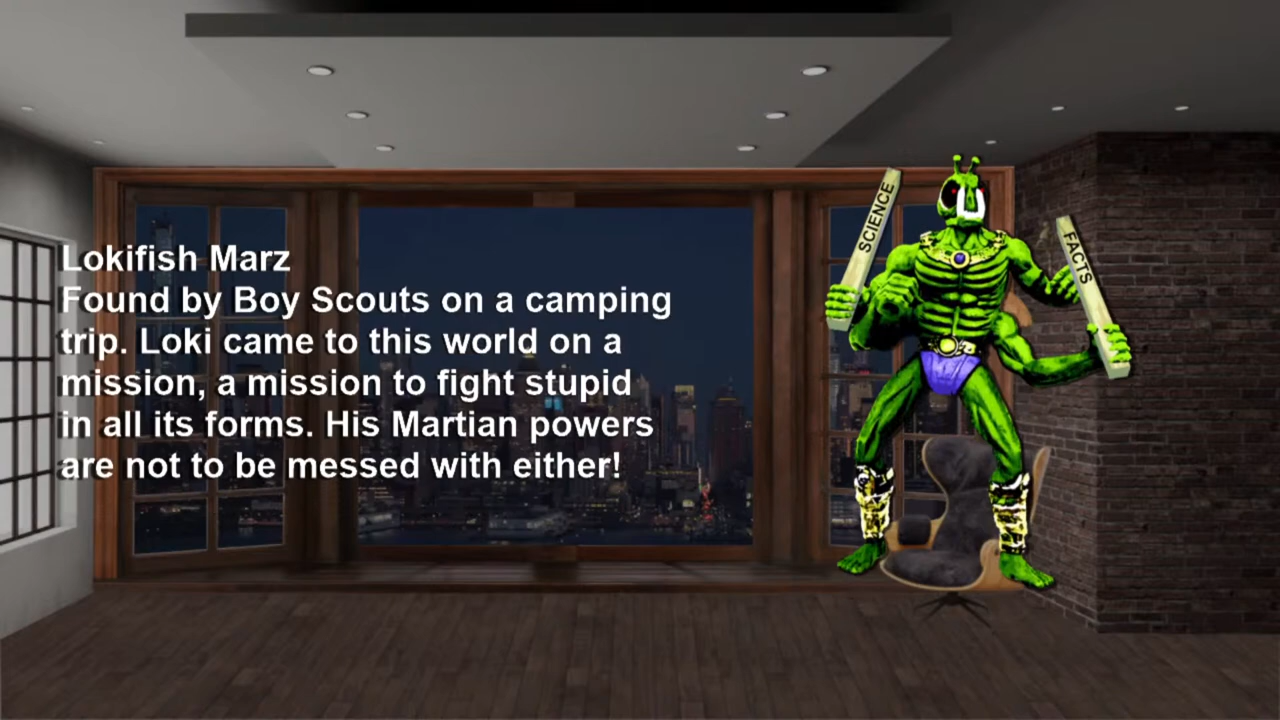 Lokifish Marz
Found by Boy Scouts on a camping
trip. Loki came to this world on a
mission, a mission to fight stupid
in all its forms. His Martian powers
are not to be messed with either!
SCIENCE
FACTS